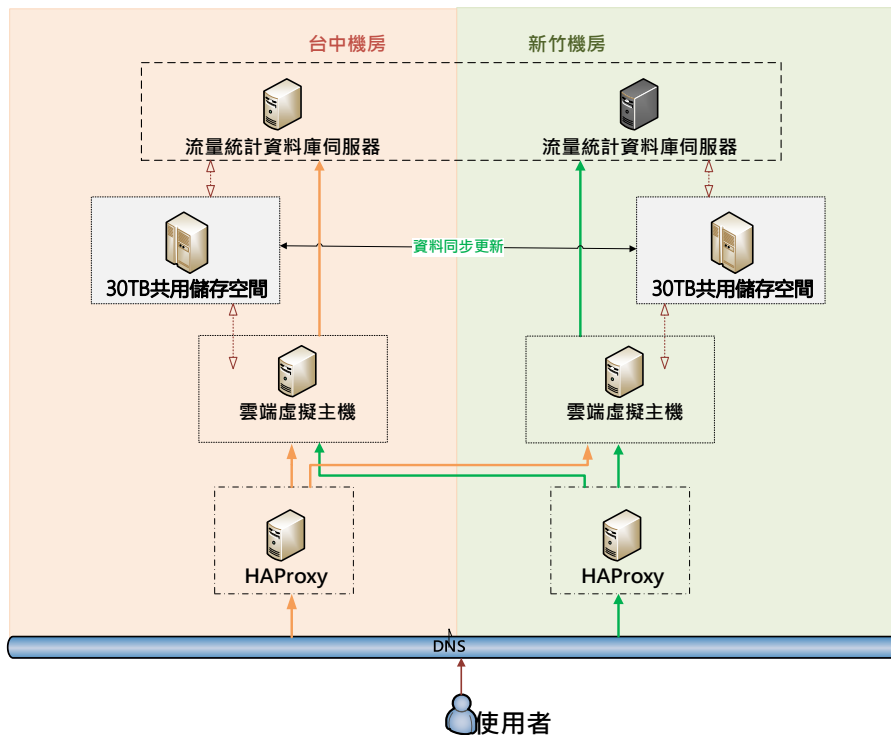 台中機房
新竹機房
流量統計資料庫伺服器
流量統計資料庫伺服器
資料同步更新
30TB共用儲存空間
30TB共用儲存空間
雲端虛擬主機
雲端虛擬主機
HAProxy
HAProxy
DNS
使用者